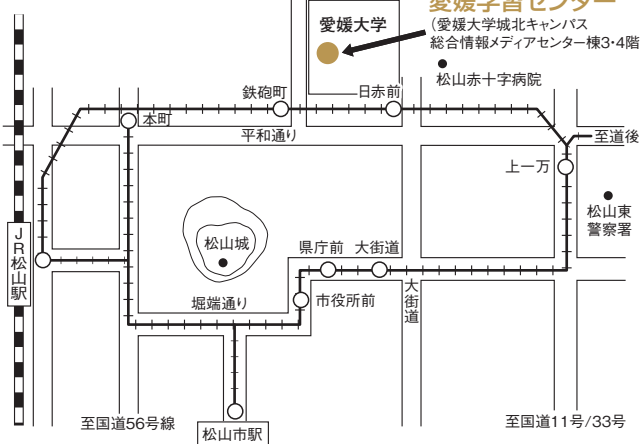 愛媛学習センター
愛媛大学
(愛媛大学城北キャンパス
総合情報メディアセンター棟3・4階
松山赤十字病院
鉄砲町
日赤前
本町
平和通り
至道後
上一万
松山東
警察署
JR松山駅
松山城
県庁前
大街道
堀端通り
市役所前
大街道
至国道56号線
松山市駅
至国道11号/33号